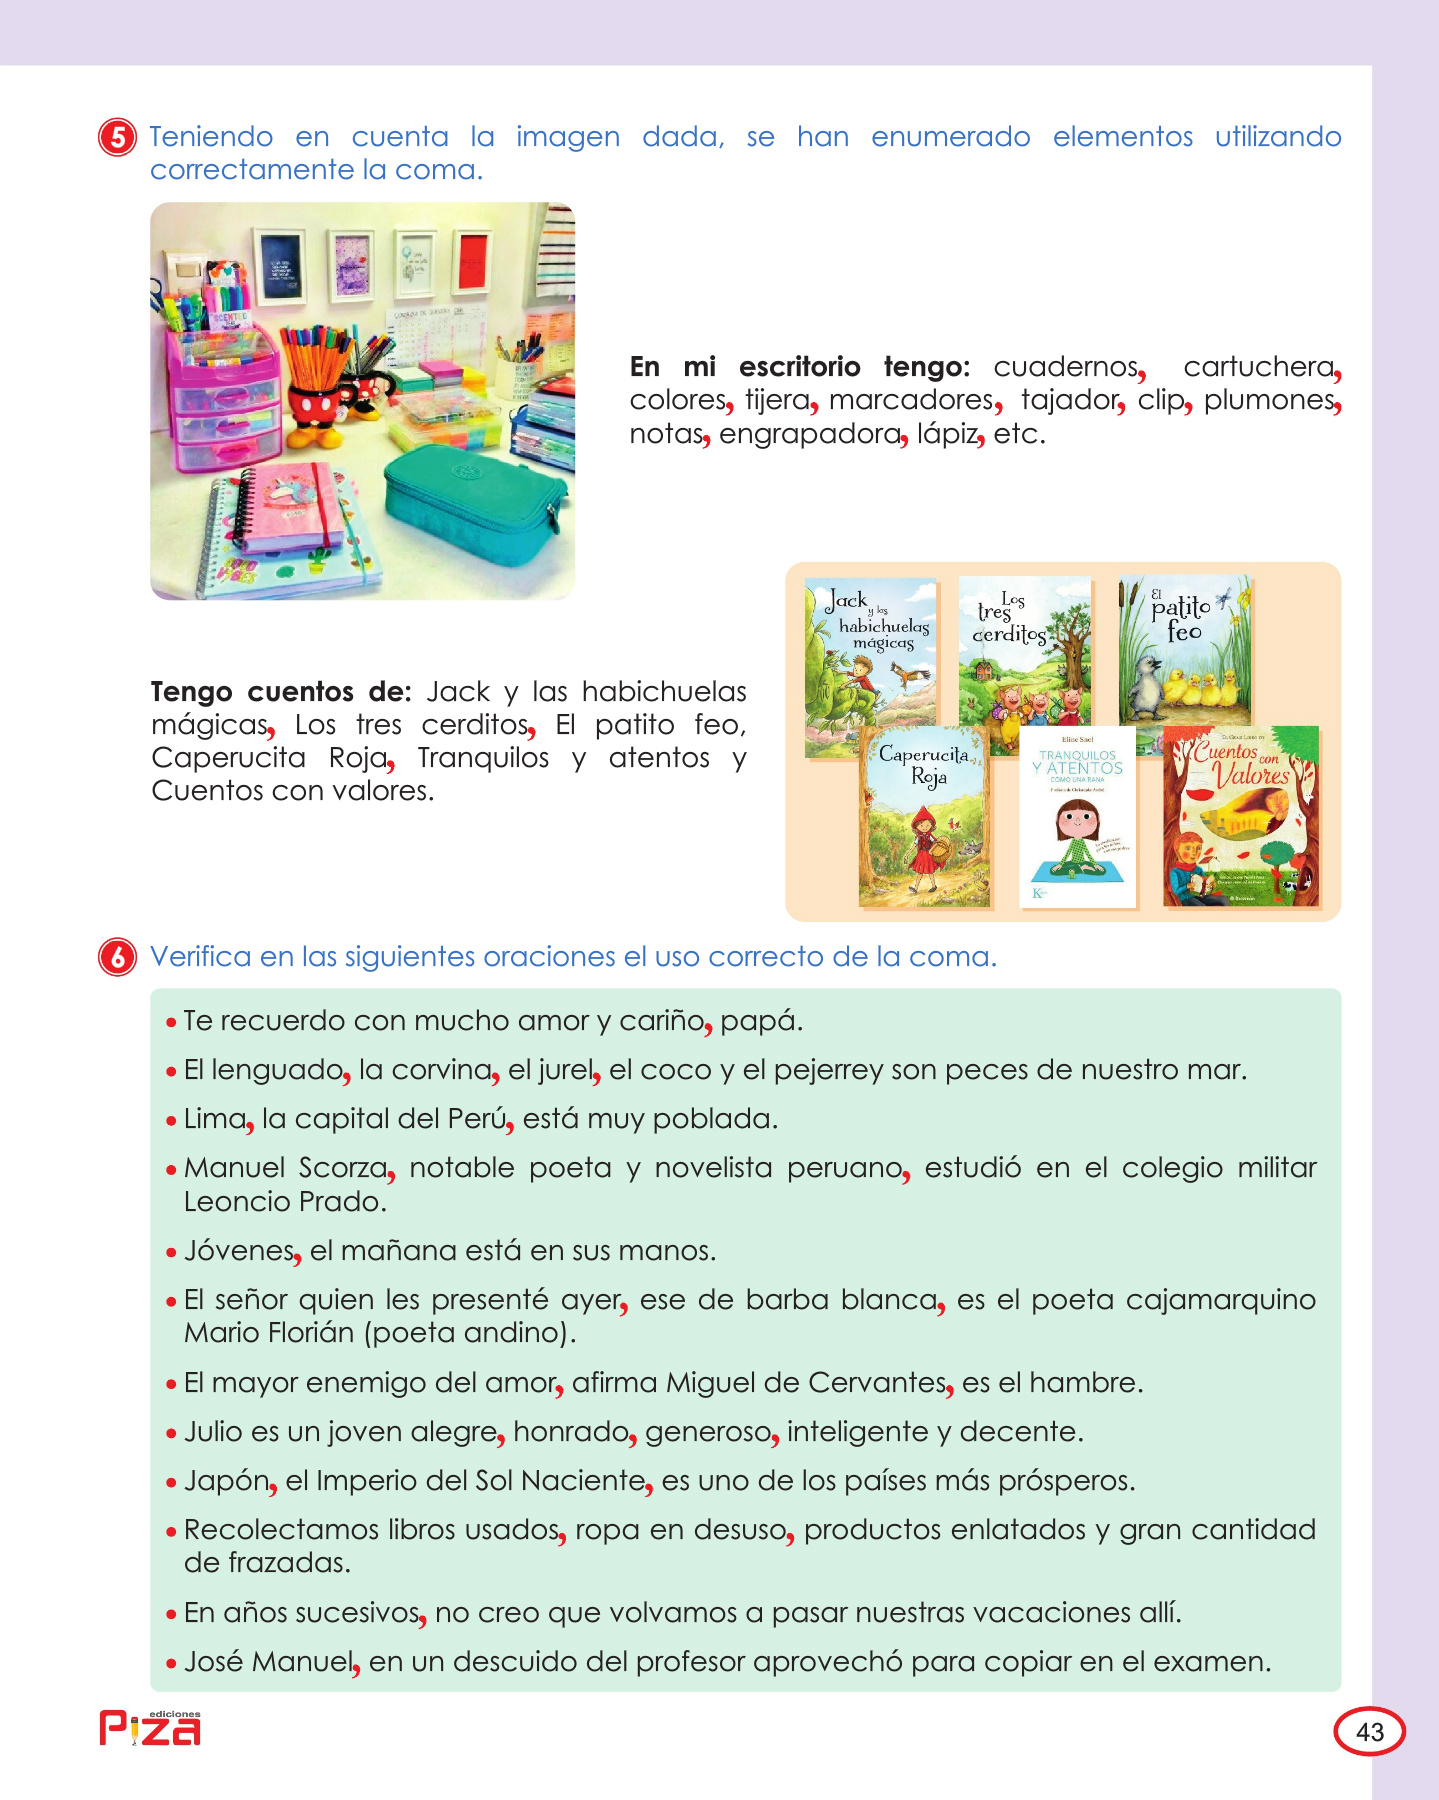 5 Teniendo en cuenta la imagen dada, se han enumerado elementos utilizando
correctamente la coma.
SCENTED
En mi escritorio tengo: cuadernos, cartuchera,
colores, tijera, marcadores, tajador, clip, plumones,
notas, engrapadora, lápiz, etc.
Jack
y las
habichuelas
mágicas
Los
tres
cerditos
El
patito
feo
Tengo cuentos de: Jack y las habichuelas
mágicas, Los tres cerditos, El patito feo,
Caperucita Roja, Tranquilos y atentos y
Cuentos con valores.
Caperucita
Roja
Eline Snel
TRANQUILOS
Y ATENTOS
COMO UNA RANA
Cuentos con
Valores
6 Verifica en las siguientes oraciones el uso correcto de la coma.
• Te recuerdo con mucho amor y cariño, papá.
• El lenguado, la corvina, el jurel, el coco y el pejerrey son peces de nuestro mar.
• Lima, la capital del Perú, está muy poblada.
• Manuel Scorza, notable poeta y novelista peruano, estudió en el colegio militar
Leoncio Prado.
• Jóvenes, el mañana está en sus manos.
• El señor quien les presenté ayer, ese de barba blanca, es el poeta cajamarquino
Mario Florián (poeta andino).
• El mayor enemigo del amor, afirma Miguel de Cervantes, es el hambre.
• Julio es un joven alegre, honrado, generoso, inteligente y decente.
• Japón, el Imperio del Sol Naciente, es uno de los países más prósperos.
• Recolectamos libros usados, ropa en desuso, productos enlatados y gran cantidad
de frazadas.
• En años sucesivos, no creo que volvamos a pasar nuestras vacaciones allí.
• José Manuel, en un descuido del profesor aprovechó para copiar en el examen.
ediciones
Piza
43